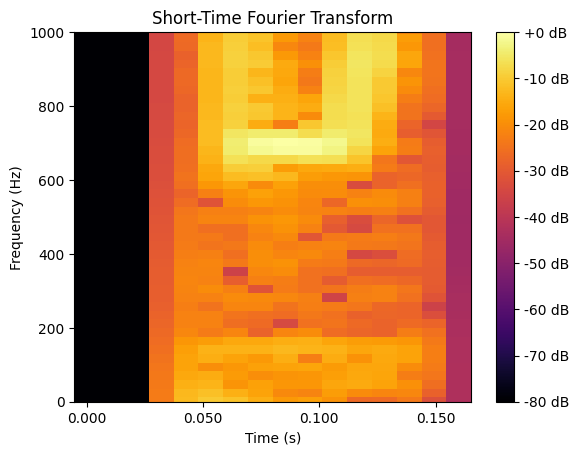 Short-Time Fourier Transform
Frequency (Hz)
1000
800
600
400
200
0
0.000
0.050
0.100
0.150
Time (s)
+0 dB
-10 dB
-20 dB
-30 dB
-40 dB
-50 dB
-60 dB
-70 dB
-80 dB